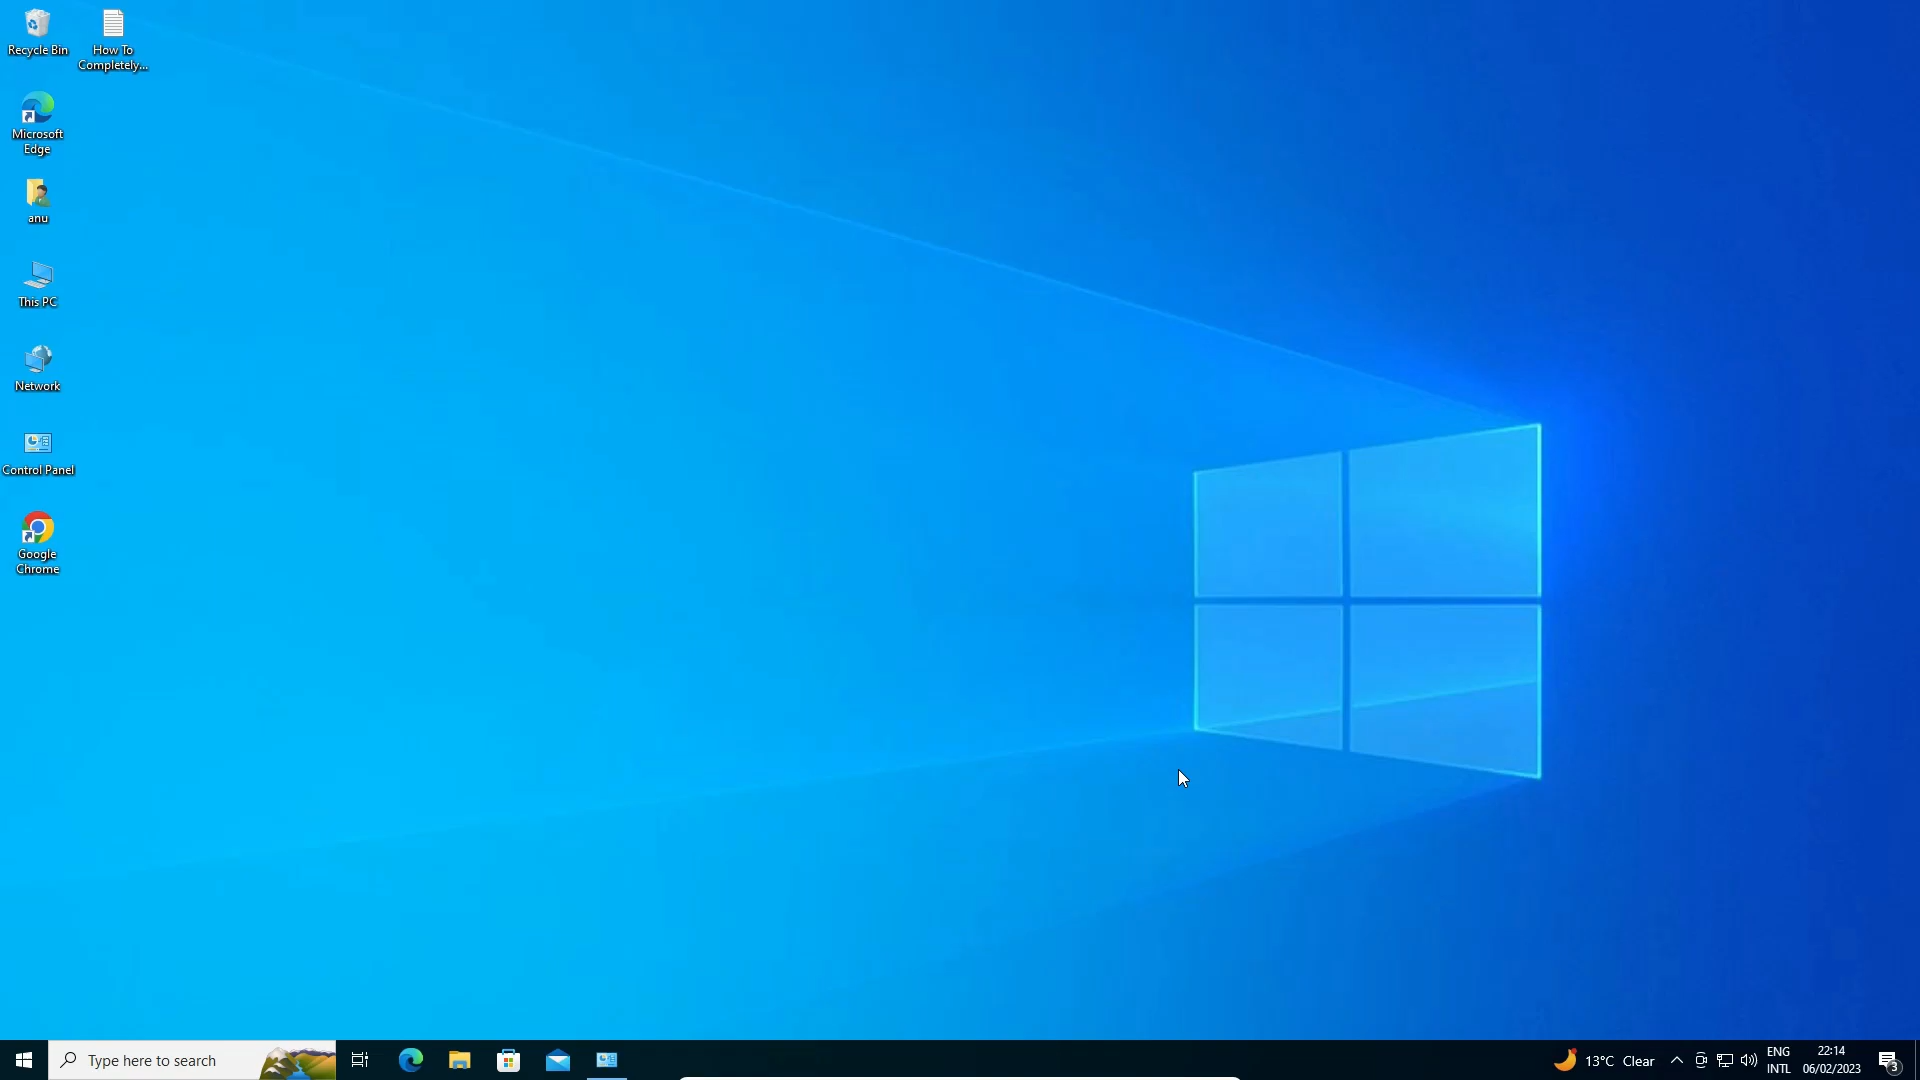 Recycle Bin
How To
Completely...
Microsoft
Edge
anu
This PC
Network
Control Panel
Google
Chrome
Type here to search
13°C Clear
ENG
INTL
22:14
06/02/2023
3